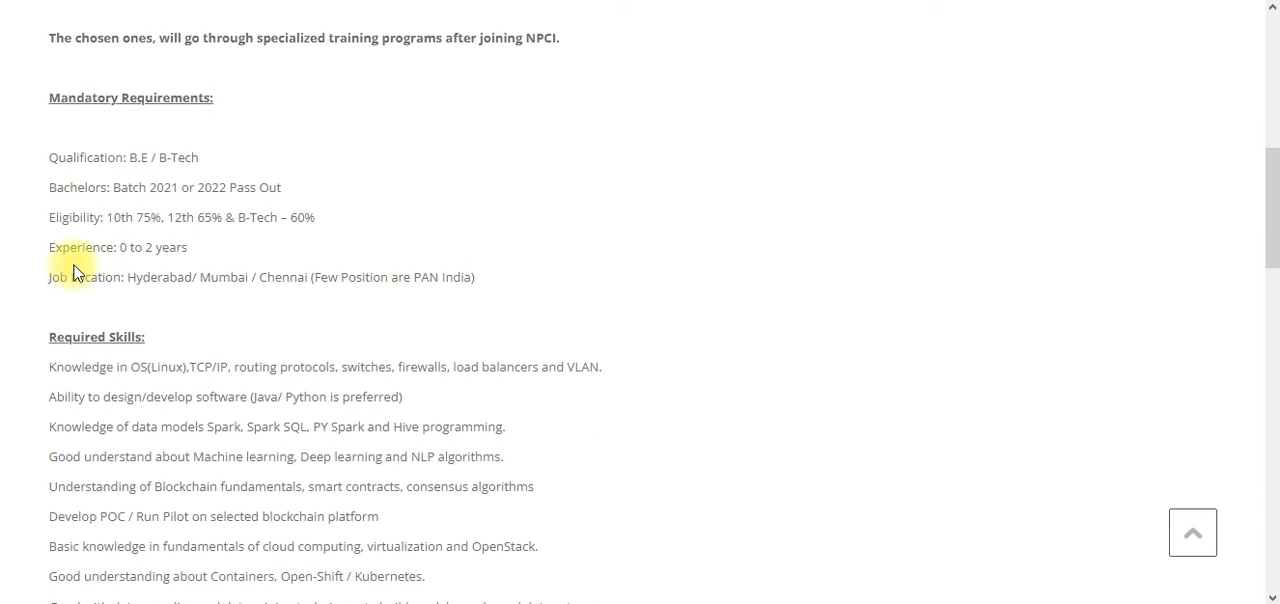 The chosen ones, will go through specialized training programs after joining NPCI.
Mandatory Requirements:
Qualification: B.E / B-Tech
Bachelors: Batch 2021 or 2022 Pass Out
Eligibility: 10th 75%, 12th 65% & B-Tech – 60%
Experience: 0 to 2 years
Job Location: Hyderabad/ Mumbai / Chennai (Few Position are PAN India)
Required Skills:
Knowledge in OS(Linux),TCP/IP, routing protocols, switches, firewalls, load balancers and VLAN.
Ability to design/develop software (Java/ Python is preferred)
Knowledge of data models Spark, Spark SQL, PY Spark and Hive programming.
Good understand about Machine learning, Deep learning and NLP algorithms.
Understanding of Blockchain fundamentals, smart contracts, consensus algorithms
Develop POC / Run Pilot on selected blockchain platform
Basic knowledge in fundamentals of cloud computing, virtualization and OpenStack.
Good understanding about Containers, Open-Shift / Kubernetes.